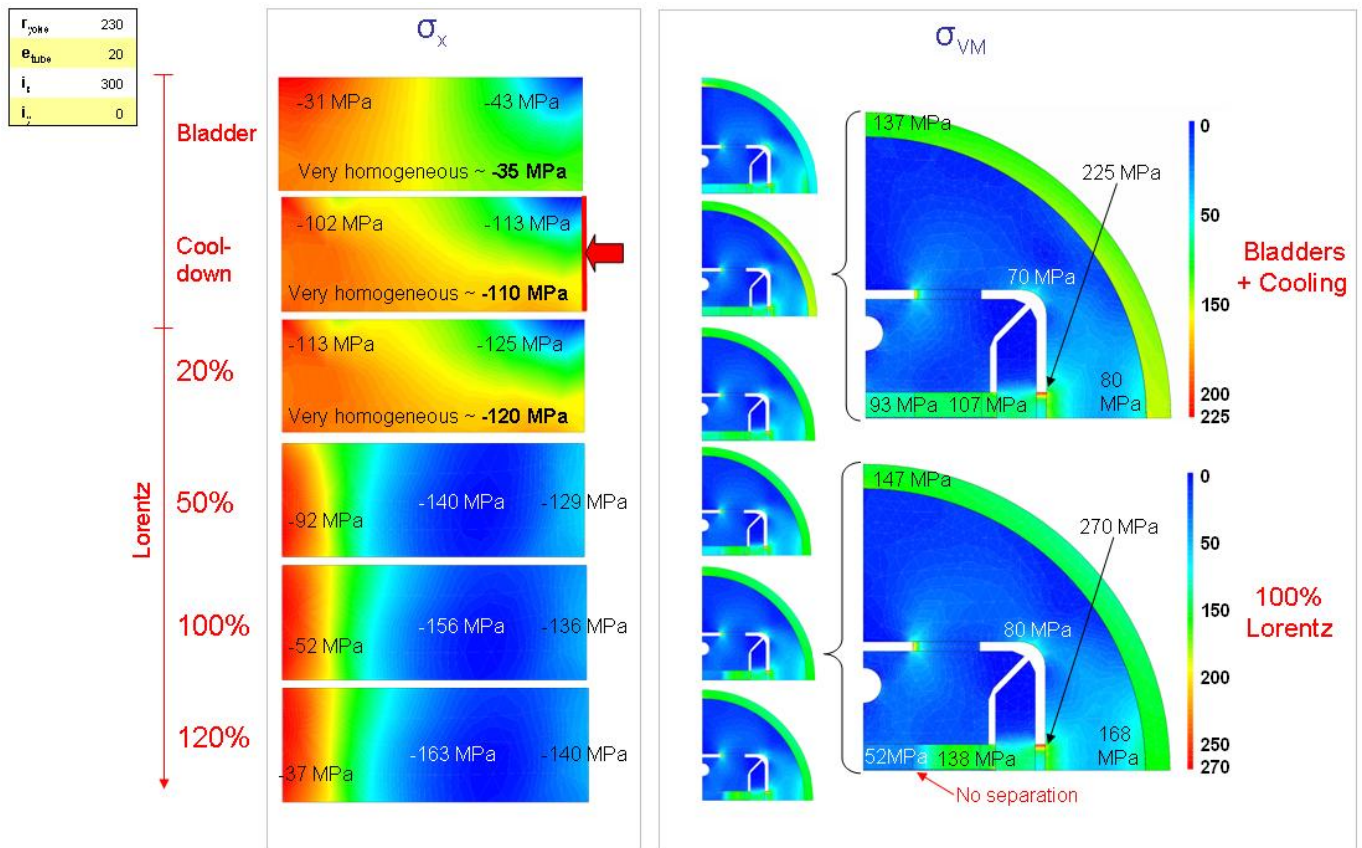 r yoke 230
e tube 20
300
0
σx
σVM
Bladder
-31 MPa
-43 MPa
Very homogeneous ~ -35 MPa
Cool-
down
-102 MPa
-113 MPa
Very homogeneous ~ -110 MPa
Lorentz
20%
-113 MPa
-125 MPa
Very homogeneous ~ -120 MPa
50%
-92 MPa
-140 MPa
-129 MPa
100%
-52 MPa
-156 MPa
-136 MPa
120%
-37 MPa
-163 MPa
-140 MPa
137 MPa
225 MPa
70 MPa
80
MPa
93 MPa 107 MPa
0
50
150
200
225
Bladders
+ Cooling
147 MPa
270 MPa
80 MPa
168
MPa
52MPa 138 MPa
No separation
0
50
150
200
250
270
100%
Lorentz